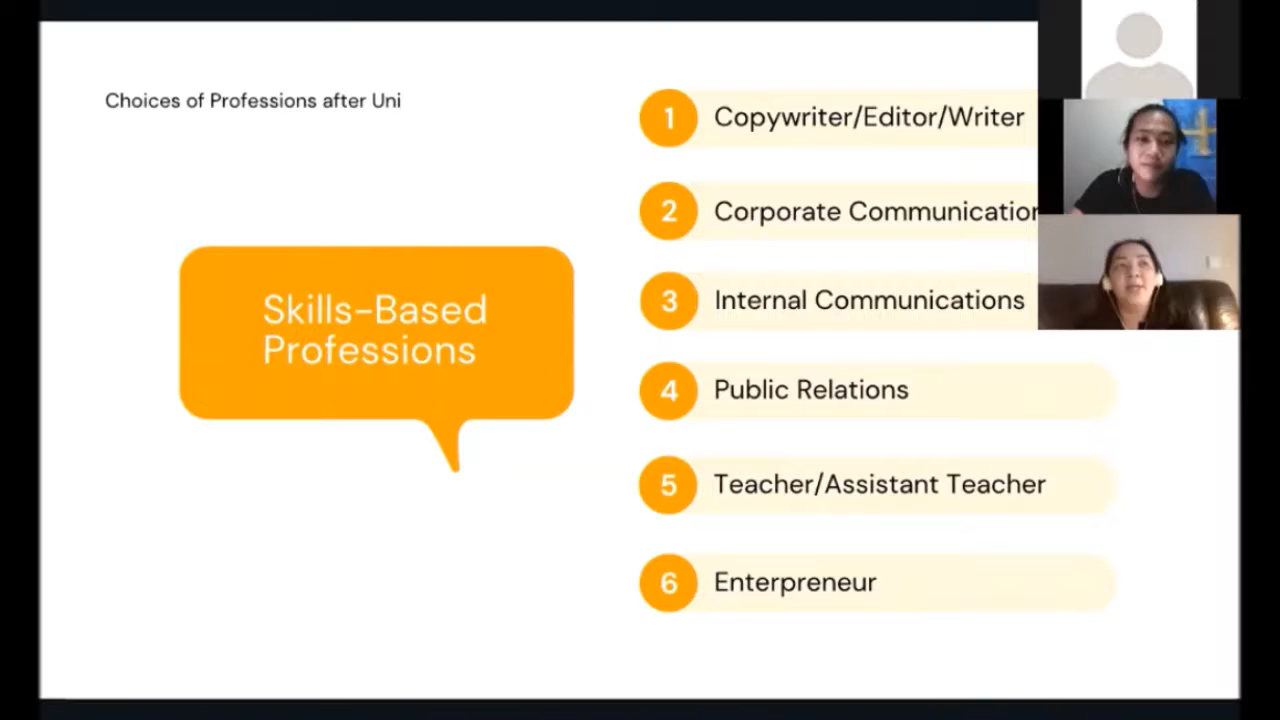 Choices of Professions after Uni
Skills-Based
Professions
1 Copywriter/Editor/Writer
2 Corporate Communication
3 Internal Communications
4 Public Relations
5 Teacher/Assistant Teacher
6 Enterpreneur